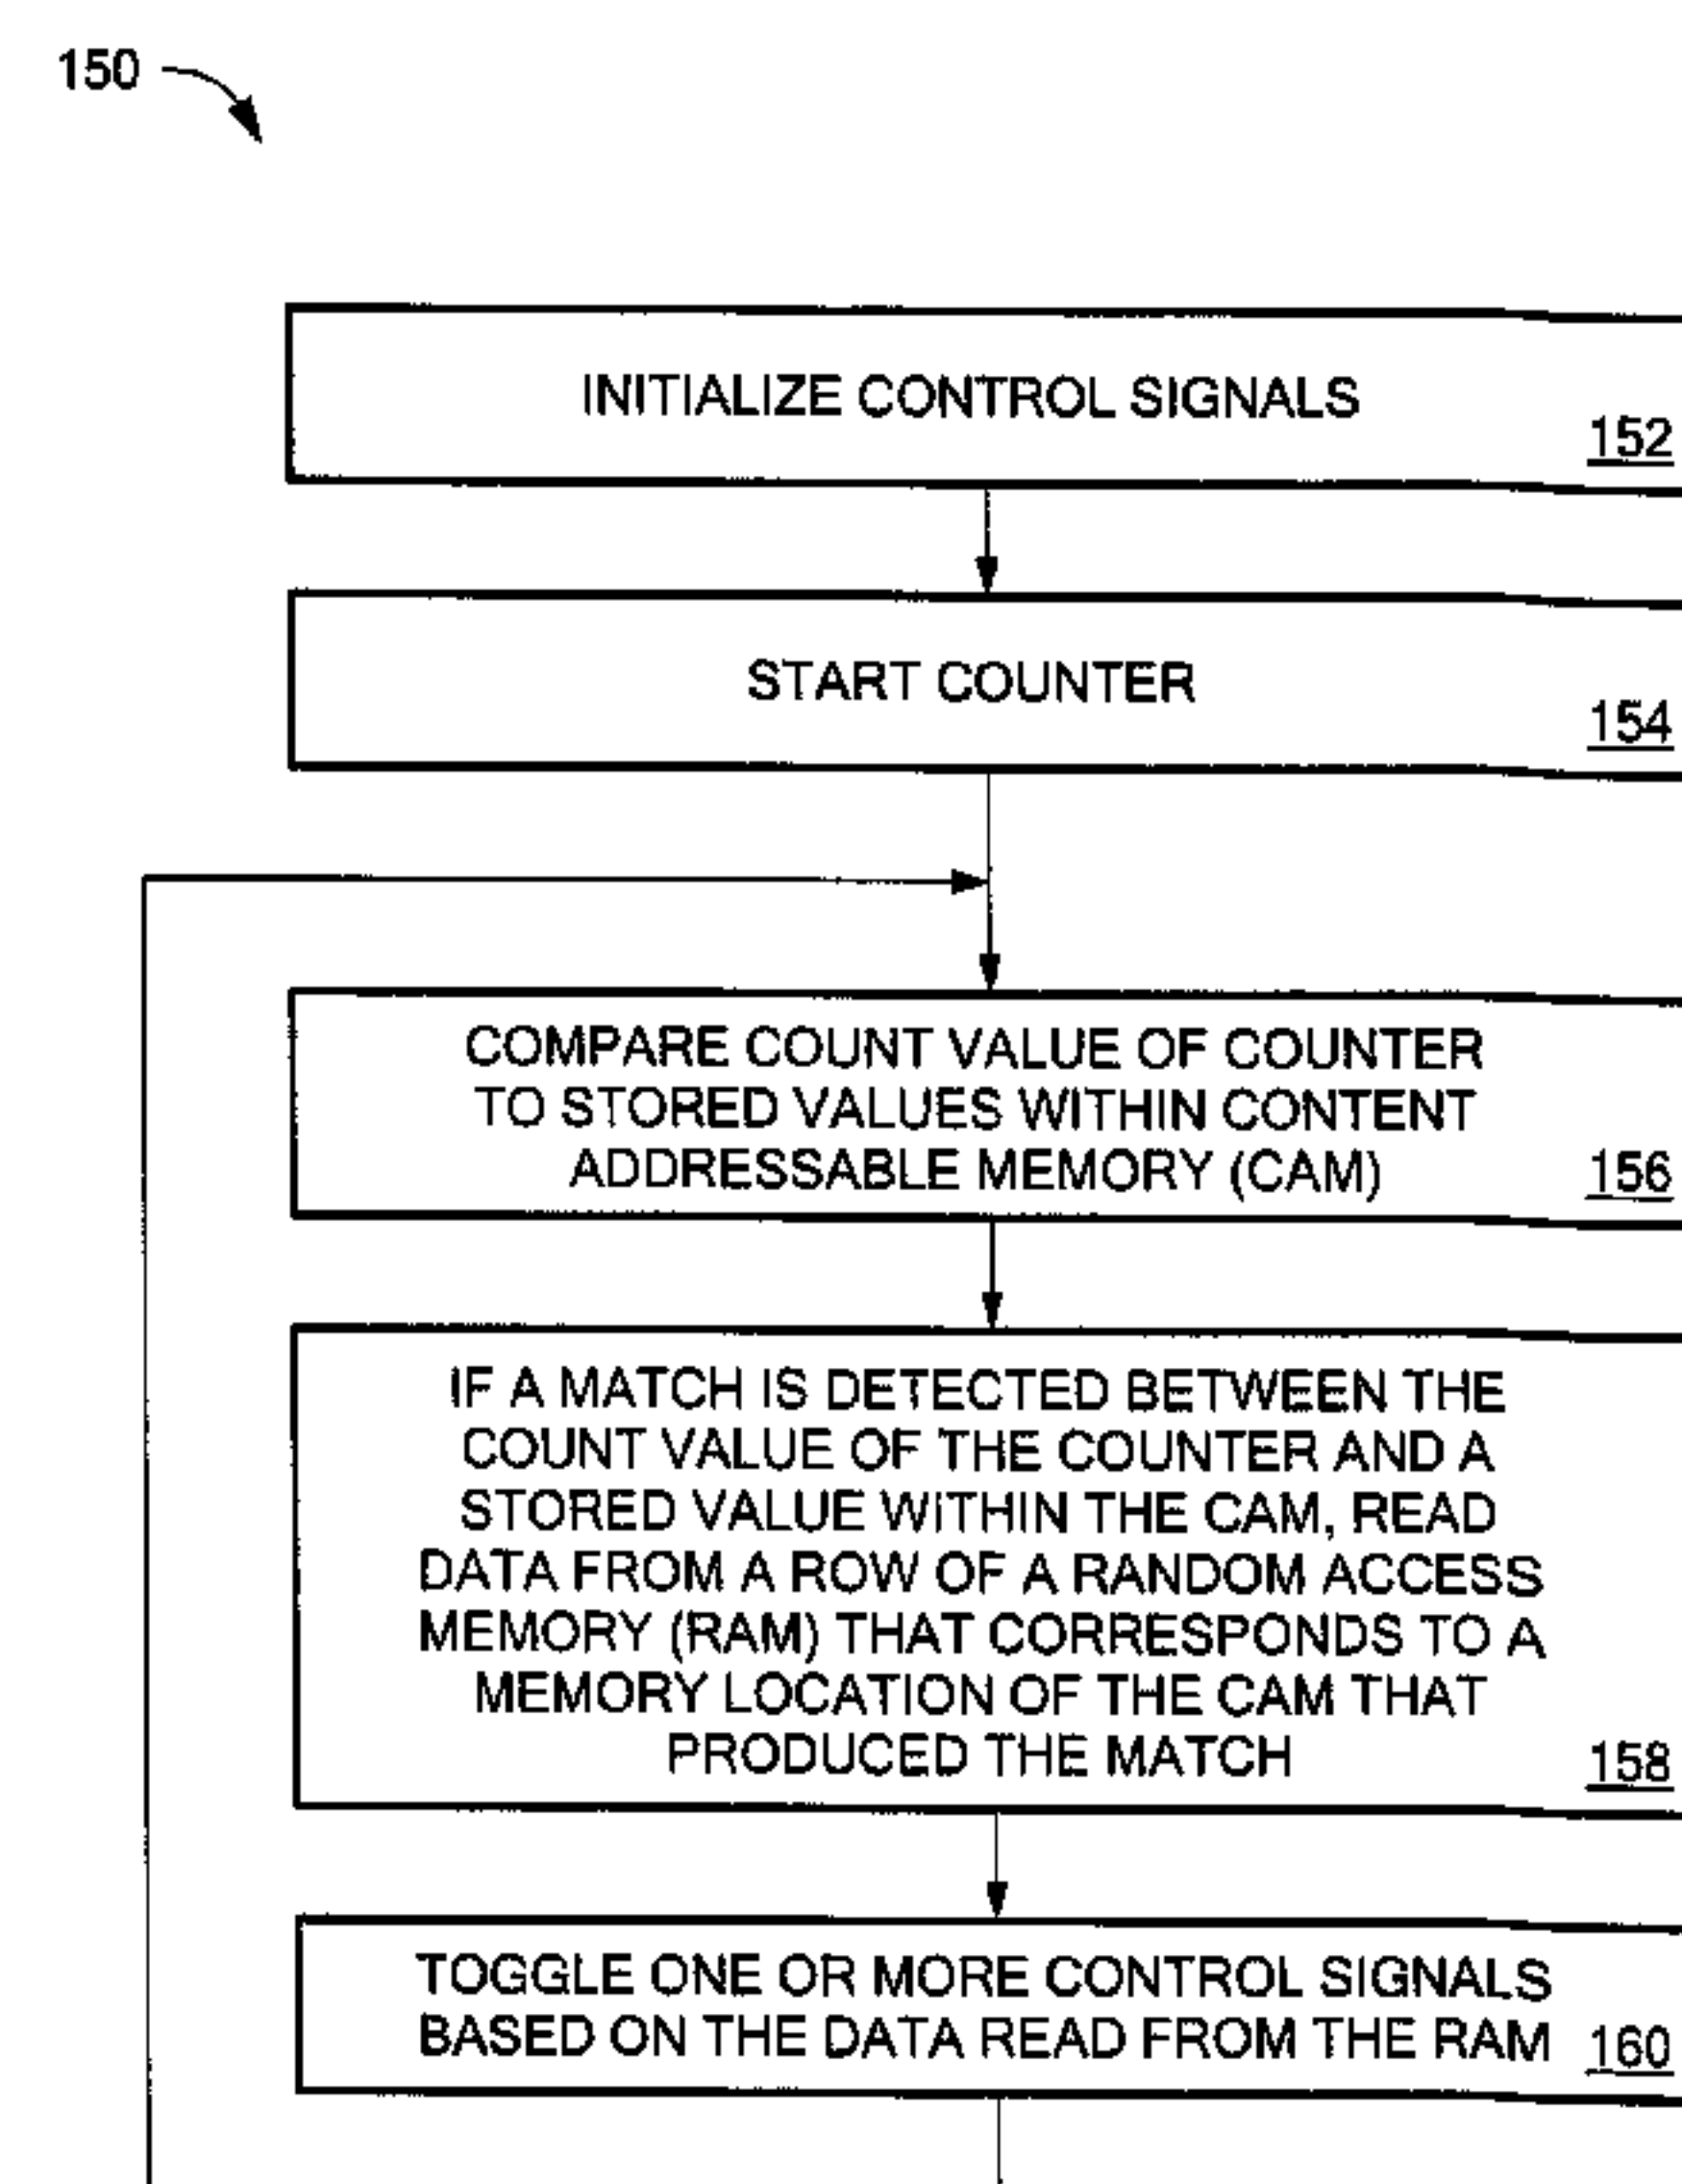 150
INITIALIZE CONTROL SIGNALS
152
START COUNTER
154
COMPARE COUNT VALUE OF COUNTER
TO STORED VALUES WITHIN CONTENT
ADDRESSABLE MEMORY (CAM)
156
IF A MATCH IS DETECTED BETWEEN THE
COUNT VALUE OF THE COUNTER AND A
STORED VALUE WITHIN THE CAM, READ
DATA FROM A ROW OF A RANDOM ACCESS
MEMORY (RAM) THAT CORRESPONDS TO A
MEMORY LOCATION OF THE CAM THAT
PRODUCED THE MATCH
158
TOGGLE ONE OR MORE CONTROL SIGNALS
BASED ON THE DATA READ FROM THE RAM
160